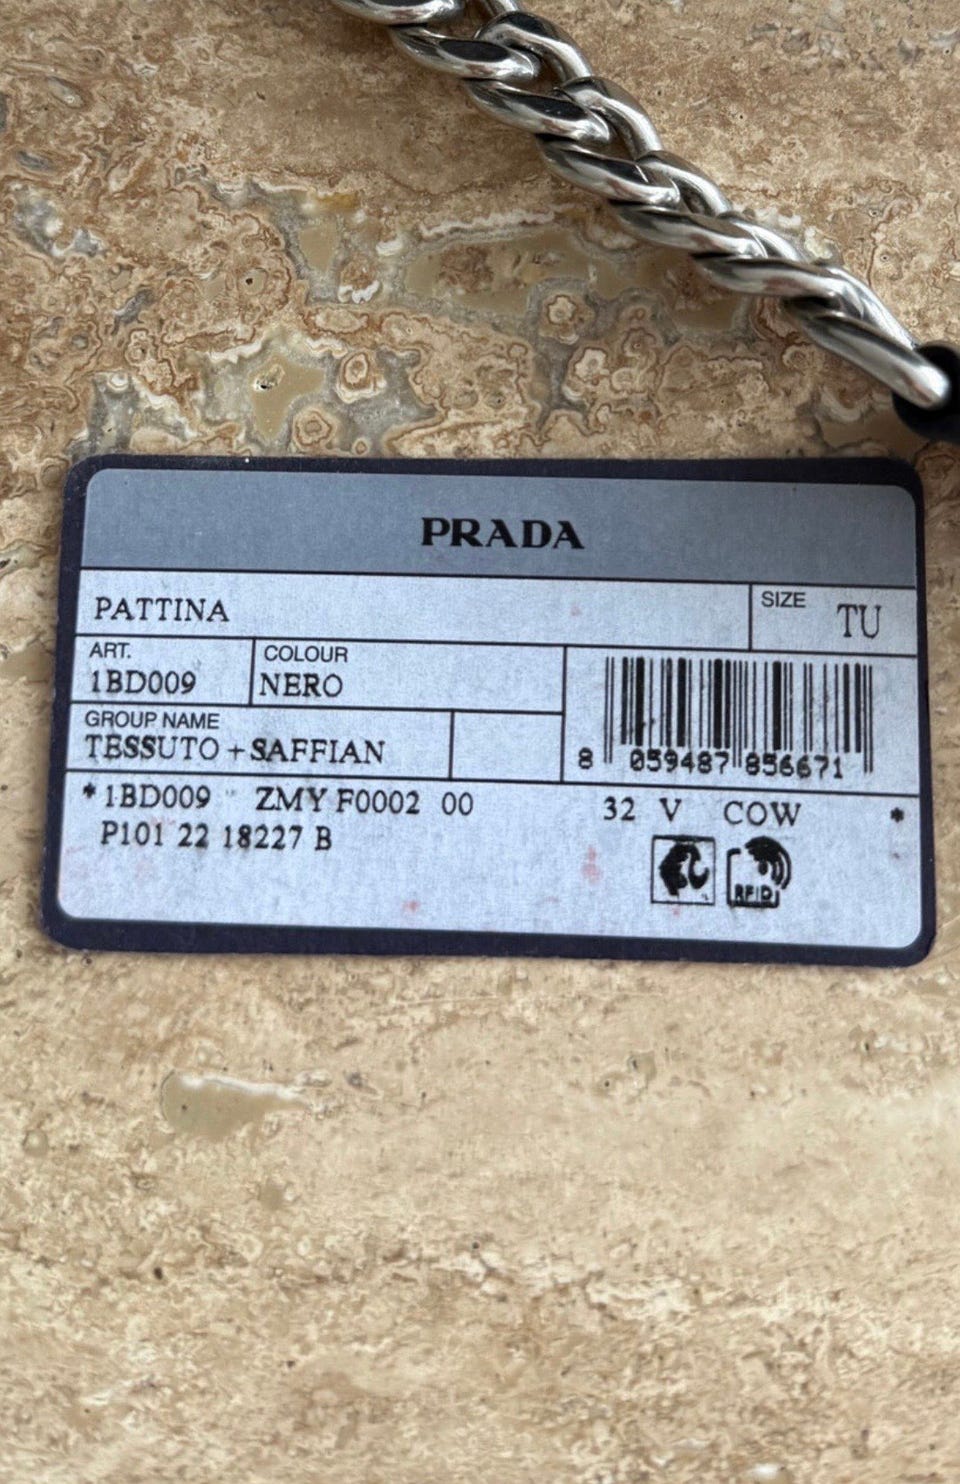 PRADA
PATTINA
SIZE TU
ART.
1BD009
COLOUR
NERO
GROUP NAME
TESSUTO + SAFFIAN
8 059487 856671
* 1BD009 ZMY F0002 00 32 V COW *
P101 22 18227 B
RFID